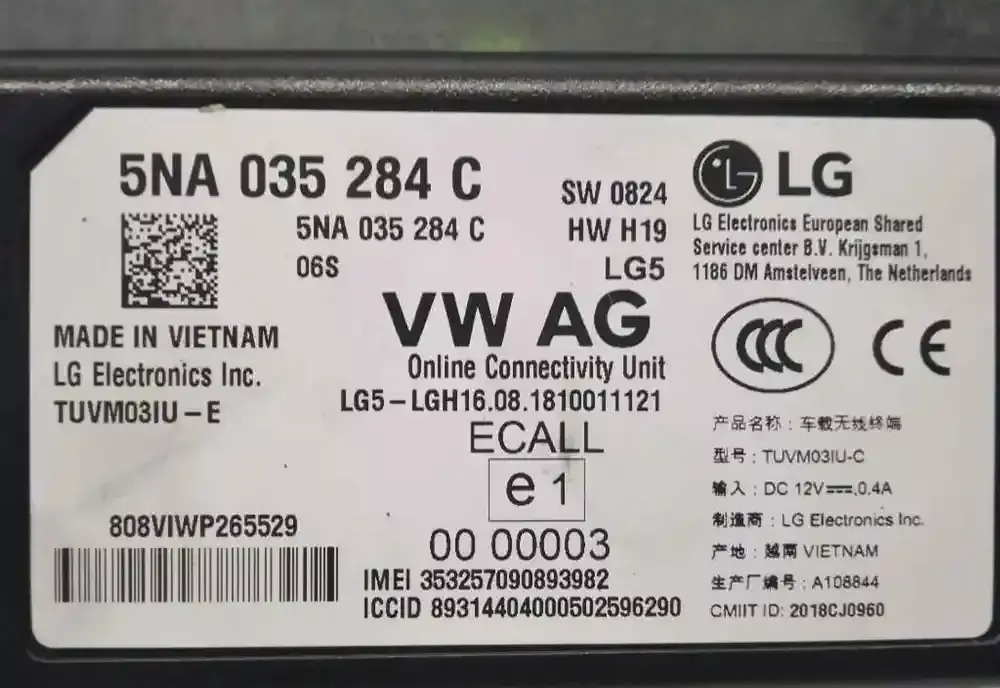 5NA 035 284 C
5NA 035 284 C
06S
SW 0824
HW H19
LG5
VW AG
Online Connectivity Unit
LG5-LGH16.08.1810011121
MADE IN VIETNAM
LG Electronics Inc.
TUVM03IU-E
ECALL
e1
00 00003
808VIWP265529
IMEI 353257090893982
ICCID 89314404000502596290
LG
LG Electronics European Shared
Service center B.V. Krijgsman 1,
1186 DM Amstelveen, The Netherlands
CCC
CE
产品名称：车载无线终端
型号：TUVM03IU-C
输入：DC 12V⎓,0.4A
制造商：LG Electronics Inc.
产地：越南 VIETNAM
生产厂编号：A108844
CMIIT ID: 2018CJ0960